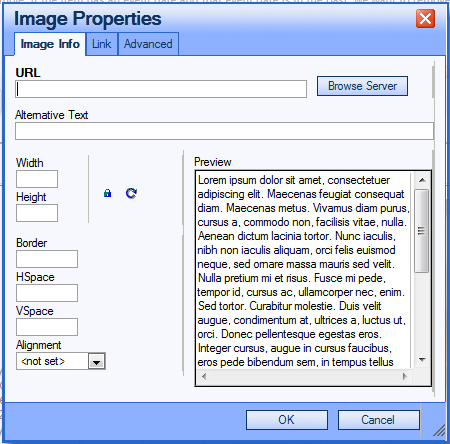 Image Properties
Image Info Link Advanced
URL
Browse Server
Alternative Text
Width
Height
Border
HSpace
VSpace
Alignment
<not set>
Preview
Lorem ipsum dolor sit amet, consectetuer
adipiscing elit. Maecenas feugiat consequat
diam. Maecenas metus. Vivamus diam purus,
cursus a, commodo non, facilisis vitae, nulla.
Aenean dictum lacinia tortor. Nunc iaculis,
nibh non iaculis aliquam, orci felis euismod
neque, sed ornare massa mauris sed velit.
Nulla pretium mi et risus. Fusce mi pede,
tempor id, cursus ac, ullamcorper nec, enim.
Sed tortor. Curabitur molestie. Duis velit
augue, condimentum at, ultrices a, luctus ut,
orci. Donec pellentesque egestas eros.
Integer cursus, augue in cursus faucibus,
eros pede bibendum sem, in tempus tellus
OK Cancel